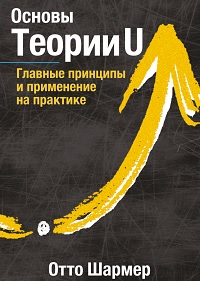 Основы
Теории U
Главные принципы
и применение
на практике
Отто Шармер